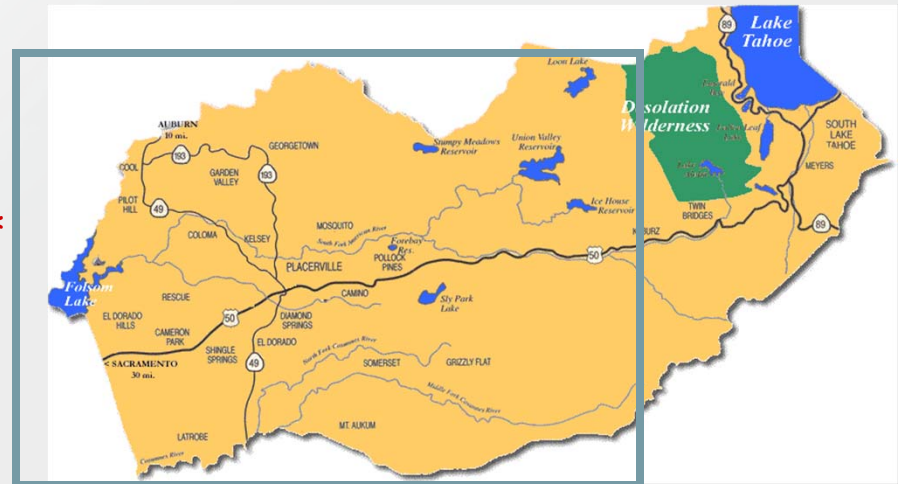 89
Lake
Tahoe
Loon Lake
Desolation
Wilderness
SOUTH
LAKE
TAHOE
MEYERS
AUBURN
10 mi.
193
GEORGETOWN
Stumpy Meadows
Reservoir
Union Valley
Reservoir
COOL
GARDEN
VALLEY
193
PILOT
HILL
49
Ice House
Reservoir
TWIN
BRIDGES
89
MOSQUITO
South Fork American River
COLOMA
KELSEY
Forebay
Res.
PLACERVILLE
POLLOCK
PINES
50
Folsom
Lake
RESCUE
CAMINO
Sly Park
Lake
EL DORADO
HILLS
50
DIAMOND
SPRINGS
CAMERON
PARK
EL DORADO
SHINGLE
SPRINGS
49
North Fork Cosumnes River
SOMERSET
GRIZZLY FLAT
< SACRAMENTO
30 mi.
Middle Fork Cosumnes River
MT. AUKUM
LATROBE
Cosumnes River